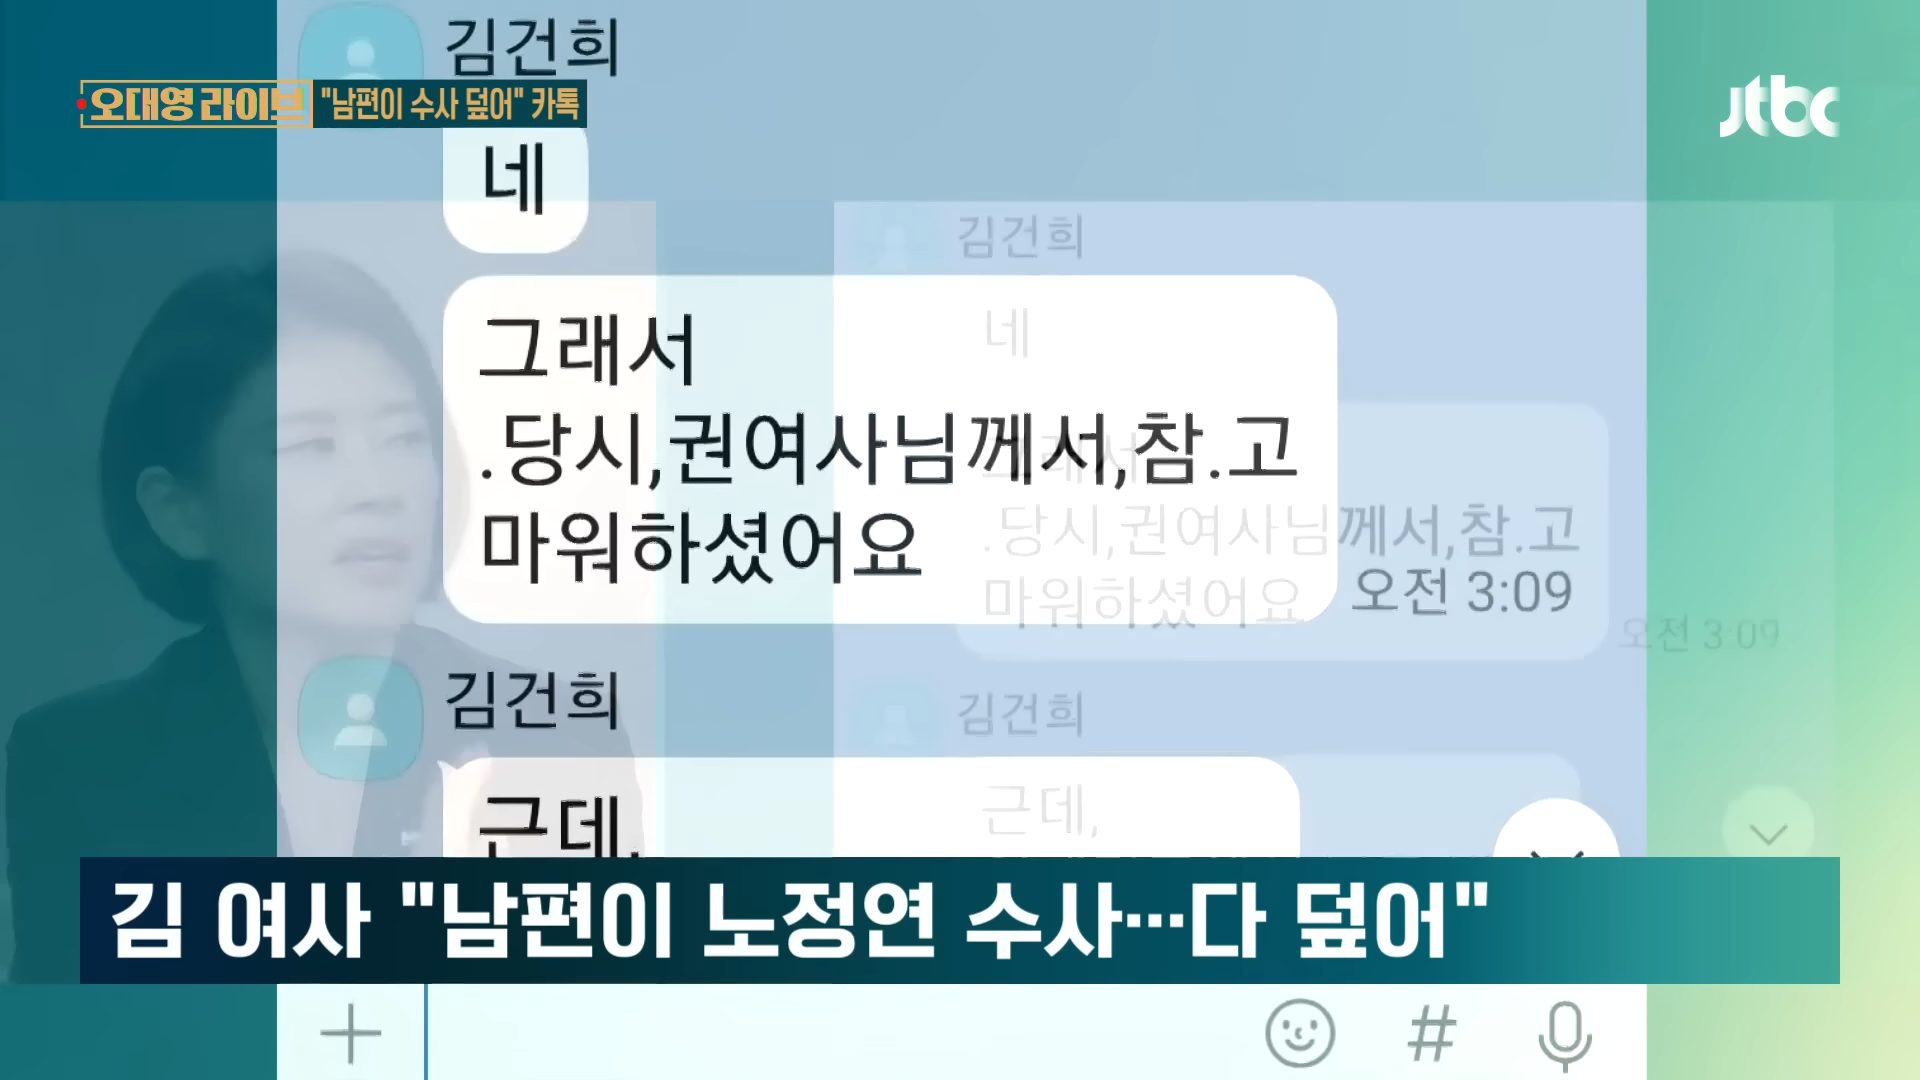 김건희
오대영 라이브
"남편이 수사 덮어" 카톡
jtbc
네
그래서
.당시,권여사님께서,참.고
마워하셨어요
오전 3:09
김건희
근데,
김건희
네
그래서
.당시,권여사님께서,참.고
마워하셨어요
오전 3:09
김건희
근데,
김 여사 "남편이 노정연 수사…다 덮어"
#